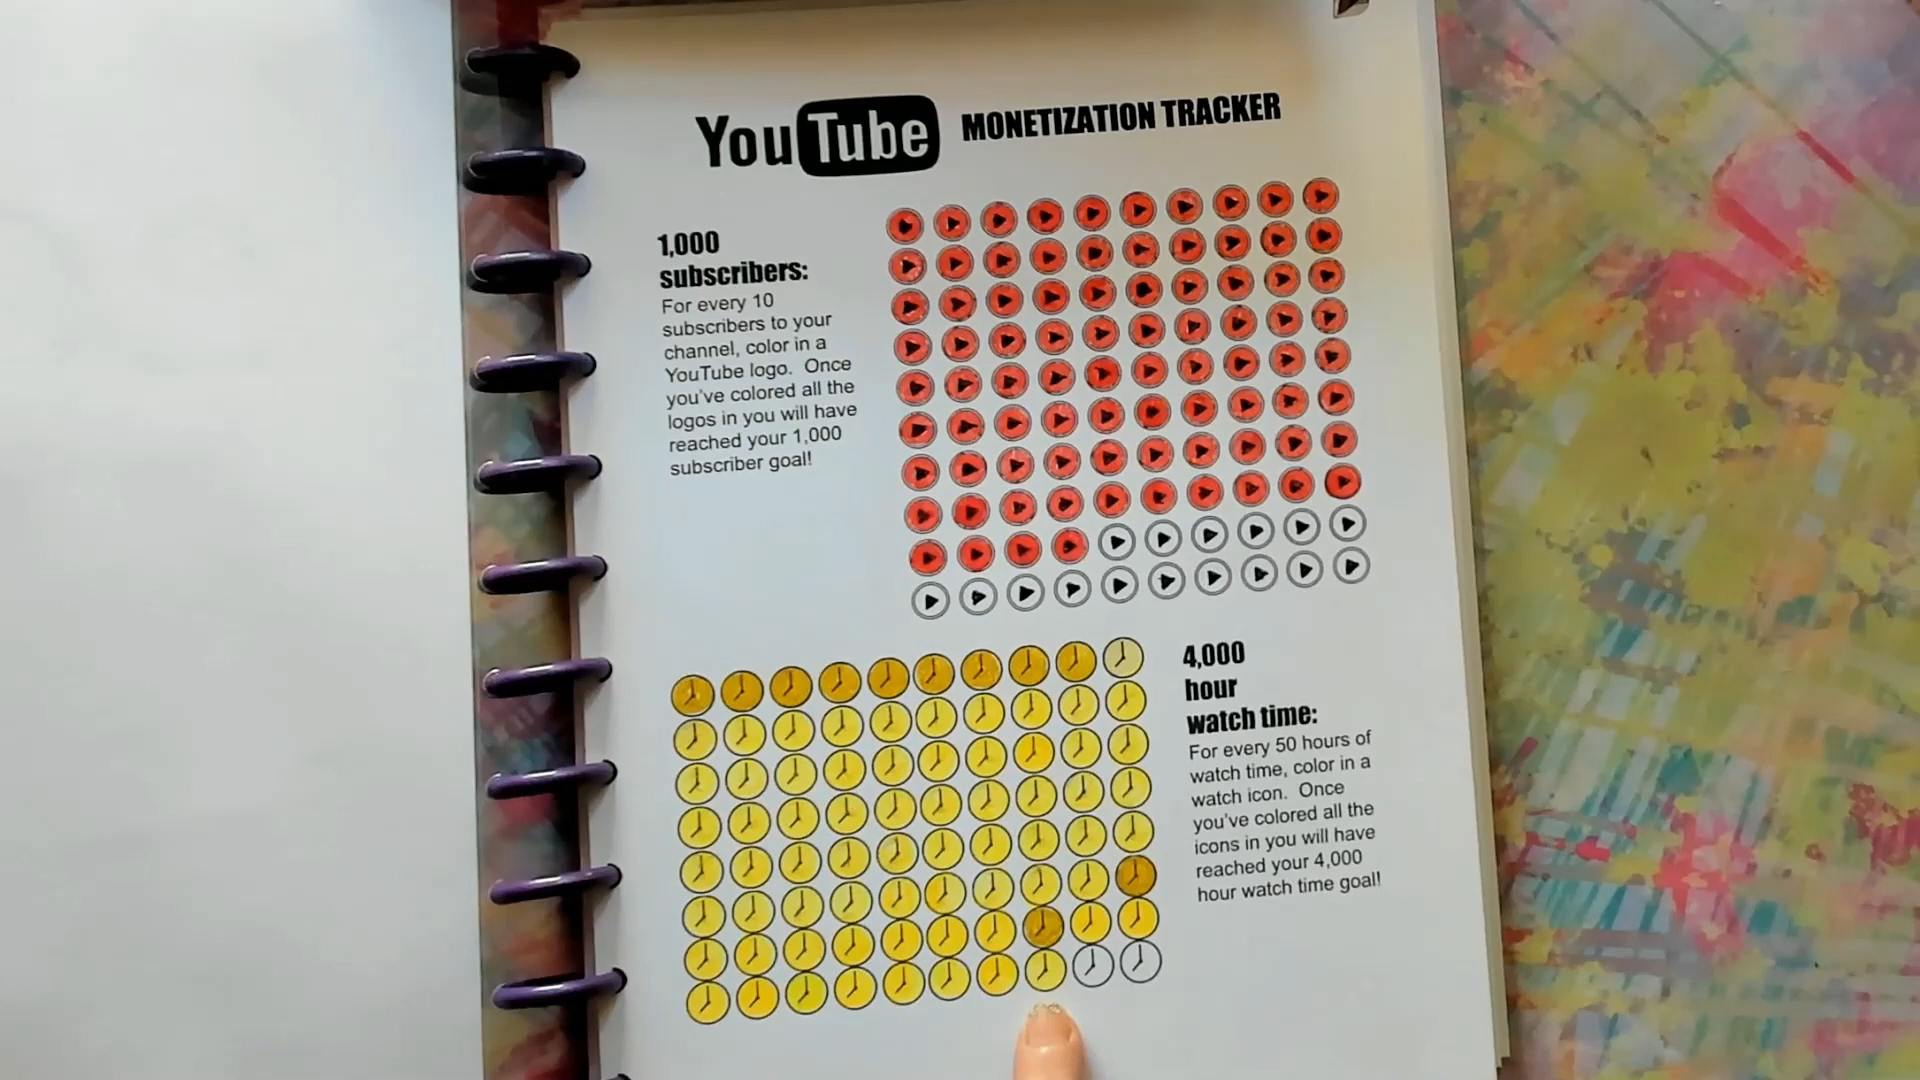 YouTube MONETIZATION TRACKER
1,000
subscribers:
For every 10
subscribers to your
channel, color in a
YouTube logo. Once
you've colored all the
logos in you will have
reached your 1,000
subscriber goal!
4,000
hour
watch time:
For every 50 hours of
watch time, color in a
watch icon. Once
you've colored all the
icons in you will have
reached your 4,000
hour watch time goal!